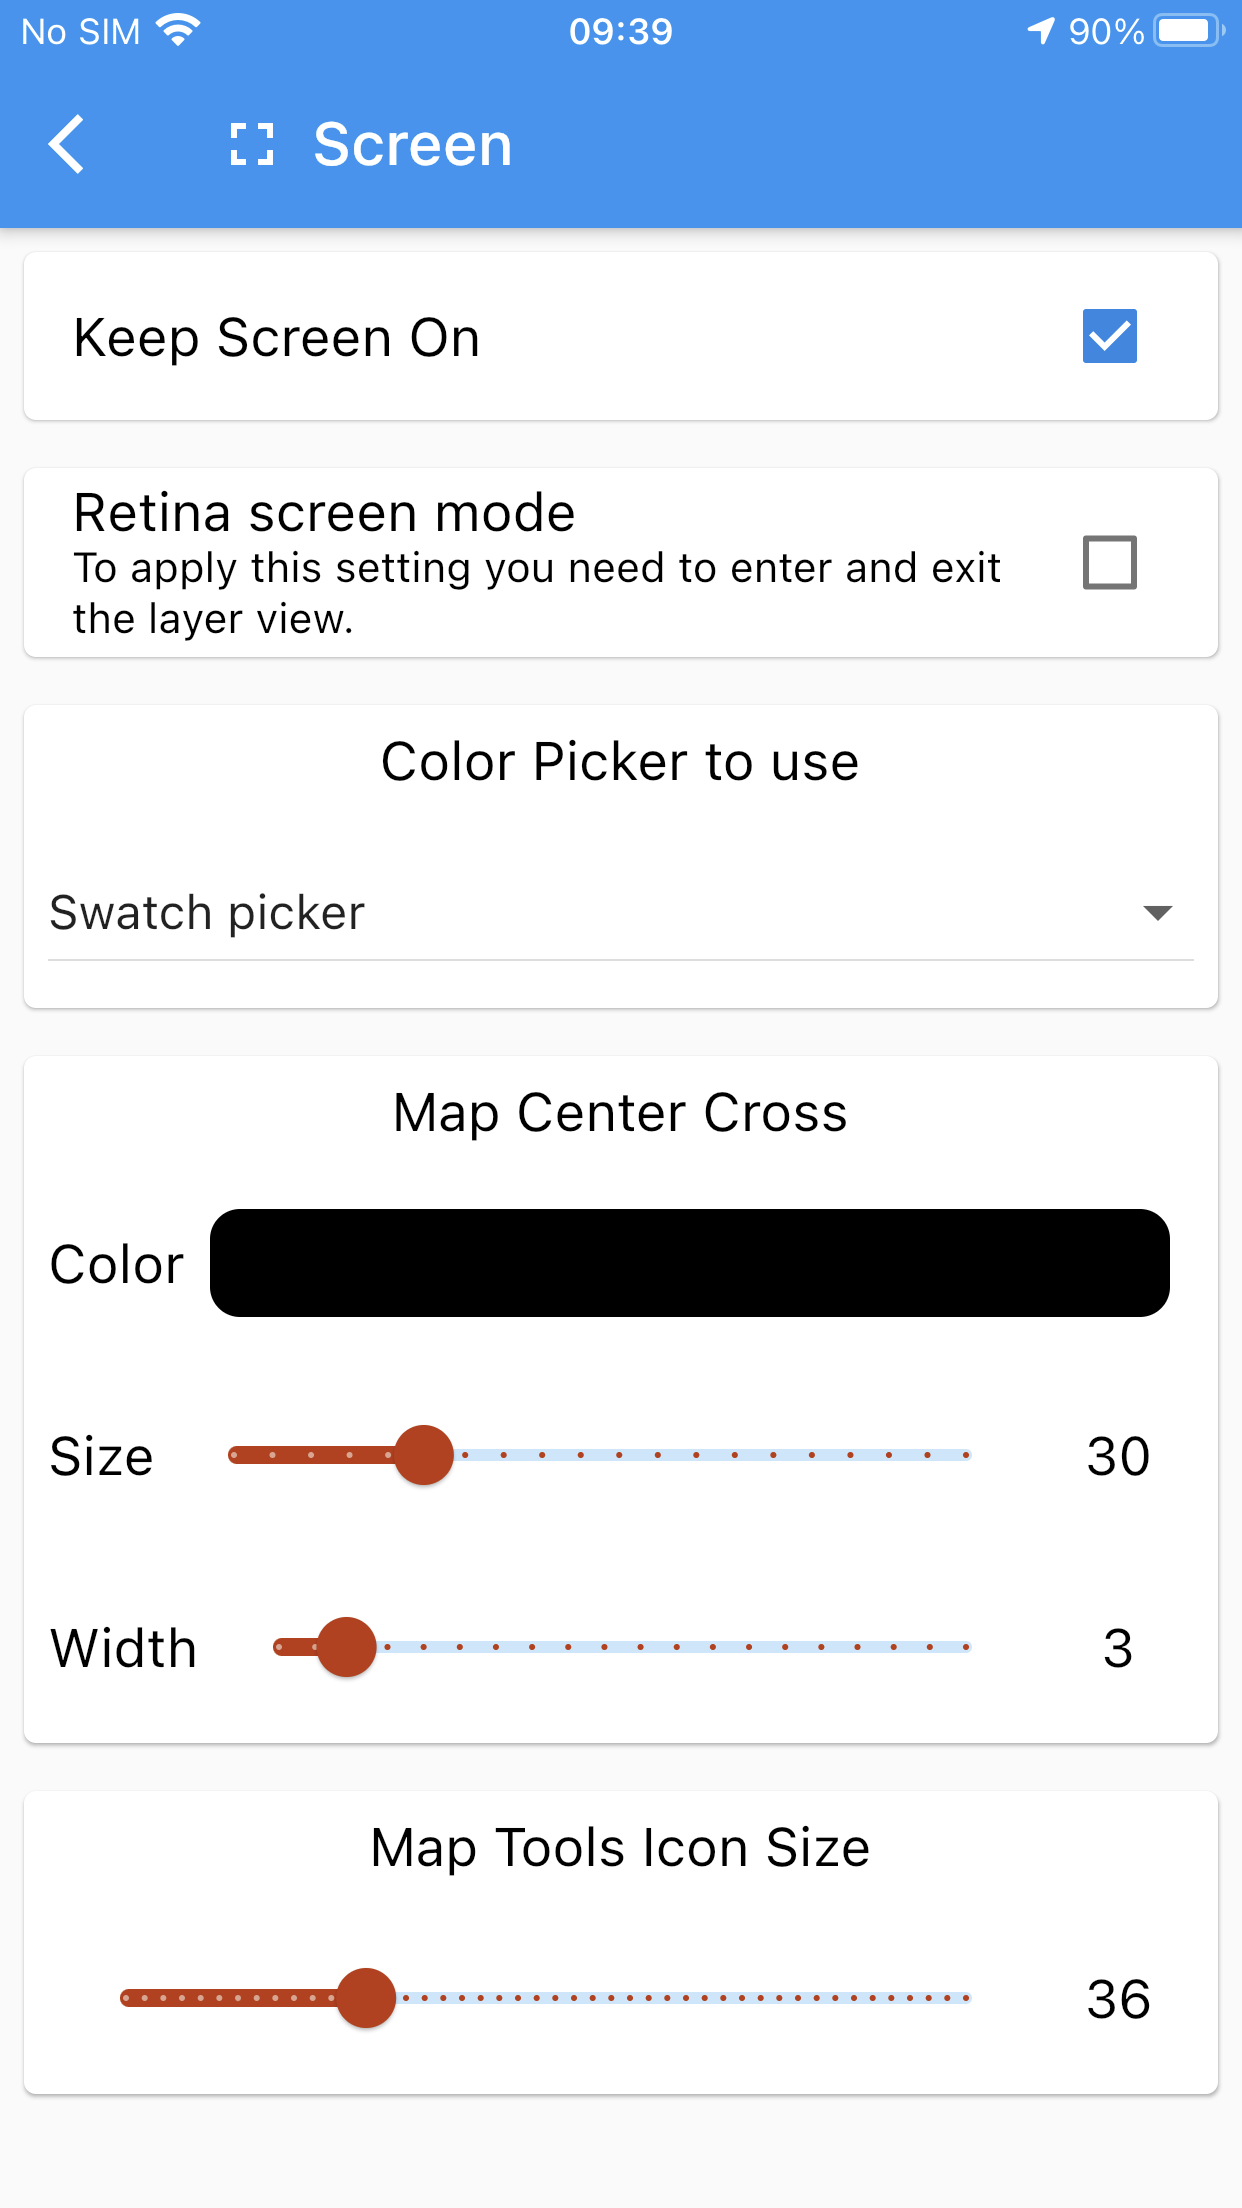 No SIM 09:39 90%
Screen
Keep Screen On
Retina screen mode
To apply this setting you need to enter and exit
the layer view.
Color Picker to use
Swatch picker
Map Center Cross
Color
Size 30
Width 3
Map Tools Icon Size
36